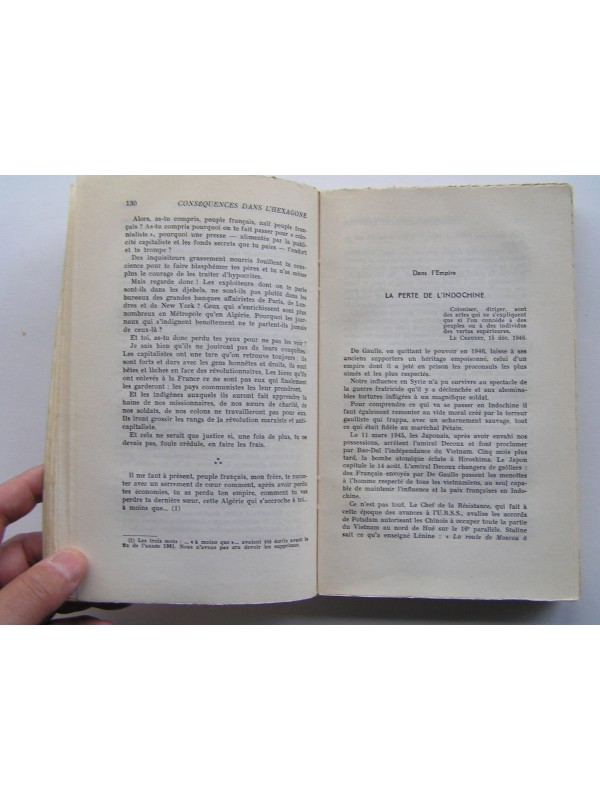 130 CONSÉQUENCES DANS L'HEXAGONE
Alors, as-tu compris, peuple français, naïf peuple fran-
çais ? As-tu compris pourquoi on te fait passer pour « colo-
nialiste », pourquoi une presse — alimentée par la publi-
cité capitaliste et les fonds secrets que tu paies — t'endort
et te trompe ?
Des inquisiteurs grassement nourris fouillent ta cons-
cience pour te faire blasphémer tes pères et tu n'as même
plus le courage de les traiter d'hypocrites.
Mais regarde donc ! Les exploiteurs dont on te parle
sont-ils dans les djebels, ne sont-ils pas plutôt dans les
bureaux des grandes banques affairistes de Paris, de Lon-
dres et de New York ? Ceux qui s'enrichissent sont plus
nombreux en Métropole qu'en Algérie. Pourquoi les jour-
naux qui s'indignent benoîtement ne te parlent-ils jamais
de ceux-là ?
Et toi, as-tu donc perdu tes yeux pour ne pas les voir ?
Je sais bien qu'ils ne jouiront pas de leurs conquêtes.
Les capitalistes ont une tare qu'on retrouve toujours : ils
sont forts et durs avec les gens et les idées de droite, ils sont
bêtes et lâches en face des révolutionnaires. Les terres qu'ils
ont enlevés à la France ce ne sont pas eux qui finalement
les garderont : les pays communistes les leur prendront.
Et les indigènes auxquels ils auront fait apprendre la
haine de nos missionnaires, de nos sœurs de charité, de
nos soldats, de nos colons ne travailleront pas pour eux,
ils iront grossir les rangs de la révolution marxiste et anti-
capitaliste.
Et cela ne serait que justice si, une fois de plus, tu ne
devais pas, foule crédule, en faire les frais.
Il me faut à présent, peuple français, mon frère, te racon-
ter avec un serrement de cœur comment, après avoir perdu
tes économies, tu as perdu ton empire, comment tu vas
perdre ta dernière sœur, cette Algérie qui s'accroche à toi...
à moins que... (1)
(1) Les trois mots : ... « à moins que »... avaient été écrits avant la
fin de l'année 1961. Nous n'avons pas cru devoir les supprimer.
Dans l'Empire
LA PERTE DE L'INDOCHINE
Coloniser, diriger, sont
des actes qui ne s'expliquent
que si l'on concède à des
peuples ou à des individus
des vertus supérieures.
LE CREUSET, 15 déc. 1946.
De Gaulle, en quittant le pouvoir en 1946, laisse à ses
anciens supporters un héritage empoisonné, celui d'un
empire dont il a jeté en prison les proconsuls les plus
aimés et les plus respectés.
Notre influence en Syrie n'a pu survivre au spectacle de
la guerre fratricide qu'il y a déclenchée et aux abomina-
bles tortures infligées à un magnifique soldat.
Pour comprendre ce qui va se passer en Indochine il
faut également remonter au vide moral créé par la terreur
gaulliste qui frappa, avec un acharnement sauvage, tout
ce qui était fidèle au maréchal Pétain.
Le 11 mars 1945, les Japonais, après avoir envahi nos
possessions, arrêtent l'amiral Decoux et font proclamer
par Bao-Daï l'indépendance du Vietnam. Cinq mois plus
tard, la bombe atomique éclate à Hiroshima. Le Japon
capitule le 14 août. L'amiral Decoux changera de geôliers :
des Français envoyés par De Gaulle passent les menottes
à l'homme respecté de tous les vietnamiens, au seul capa-
ble de maintenir l'influence et la paix françaises en Indo-
chine.
Ce n'est pas tout. Le Chef de la Résistance, qui fait à
cette époque des avances à l'U.R.S.S., avalise les accords
de Potsdam autorisant les Chinois à occuper toute la partie
du Vietnam au nord de Hué sur le 16e parallèle. Staline
sait ce qu'a enseigné Lénine : « La route de Moscou à